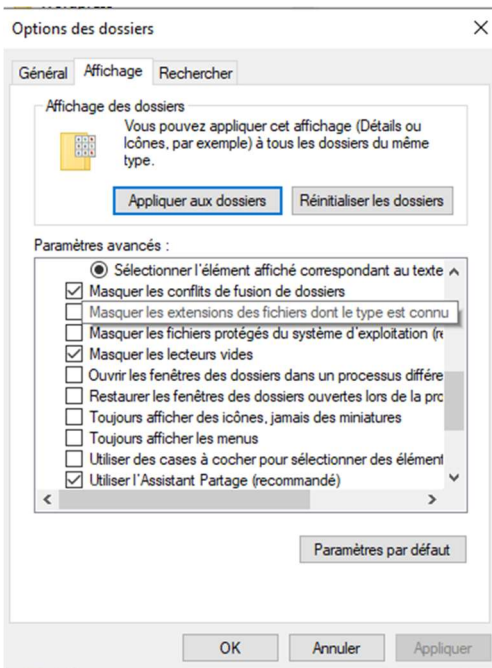 Options des dossiers
Général Affichage Rechercher
Affichage des dossiers
Vous pouvez appliquer cet affichage (Détails ou
Icônes, par exemple) à tous les dossiers du même
type.
Appliquer aux dossiers Réinitialiser les dossiers
Paramètres avancés :
Sélectionner l'élément affiché correspondant au texte
Masquer les conflits de fusion de dossiers
Masquer les extensions des fichiers dont le type est connu
Masquer les fichiers protégés du système d'exploitation (re
Masquer les lecteurs vides
Ouvrir les fenêtres des dossiers dans un processus différe
Restaurer les fenêtres des dossiers ouvertes lors de la proc
Toujours afficher des icônes, jamais des miniatures
Toujours afficher les menus
Utiliser des cases à cocher pour sélectionner des élément
Utiliser l'Assistant Partage (recommandé)
Paramètres par défaut
OK Annuler Appliquer